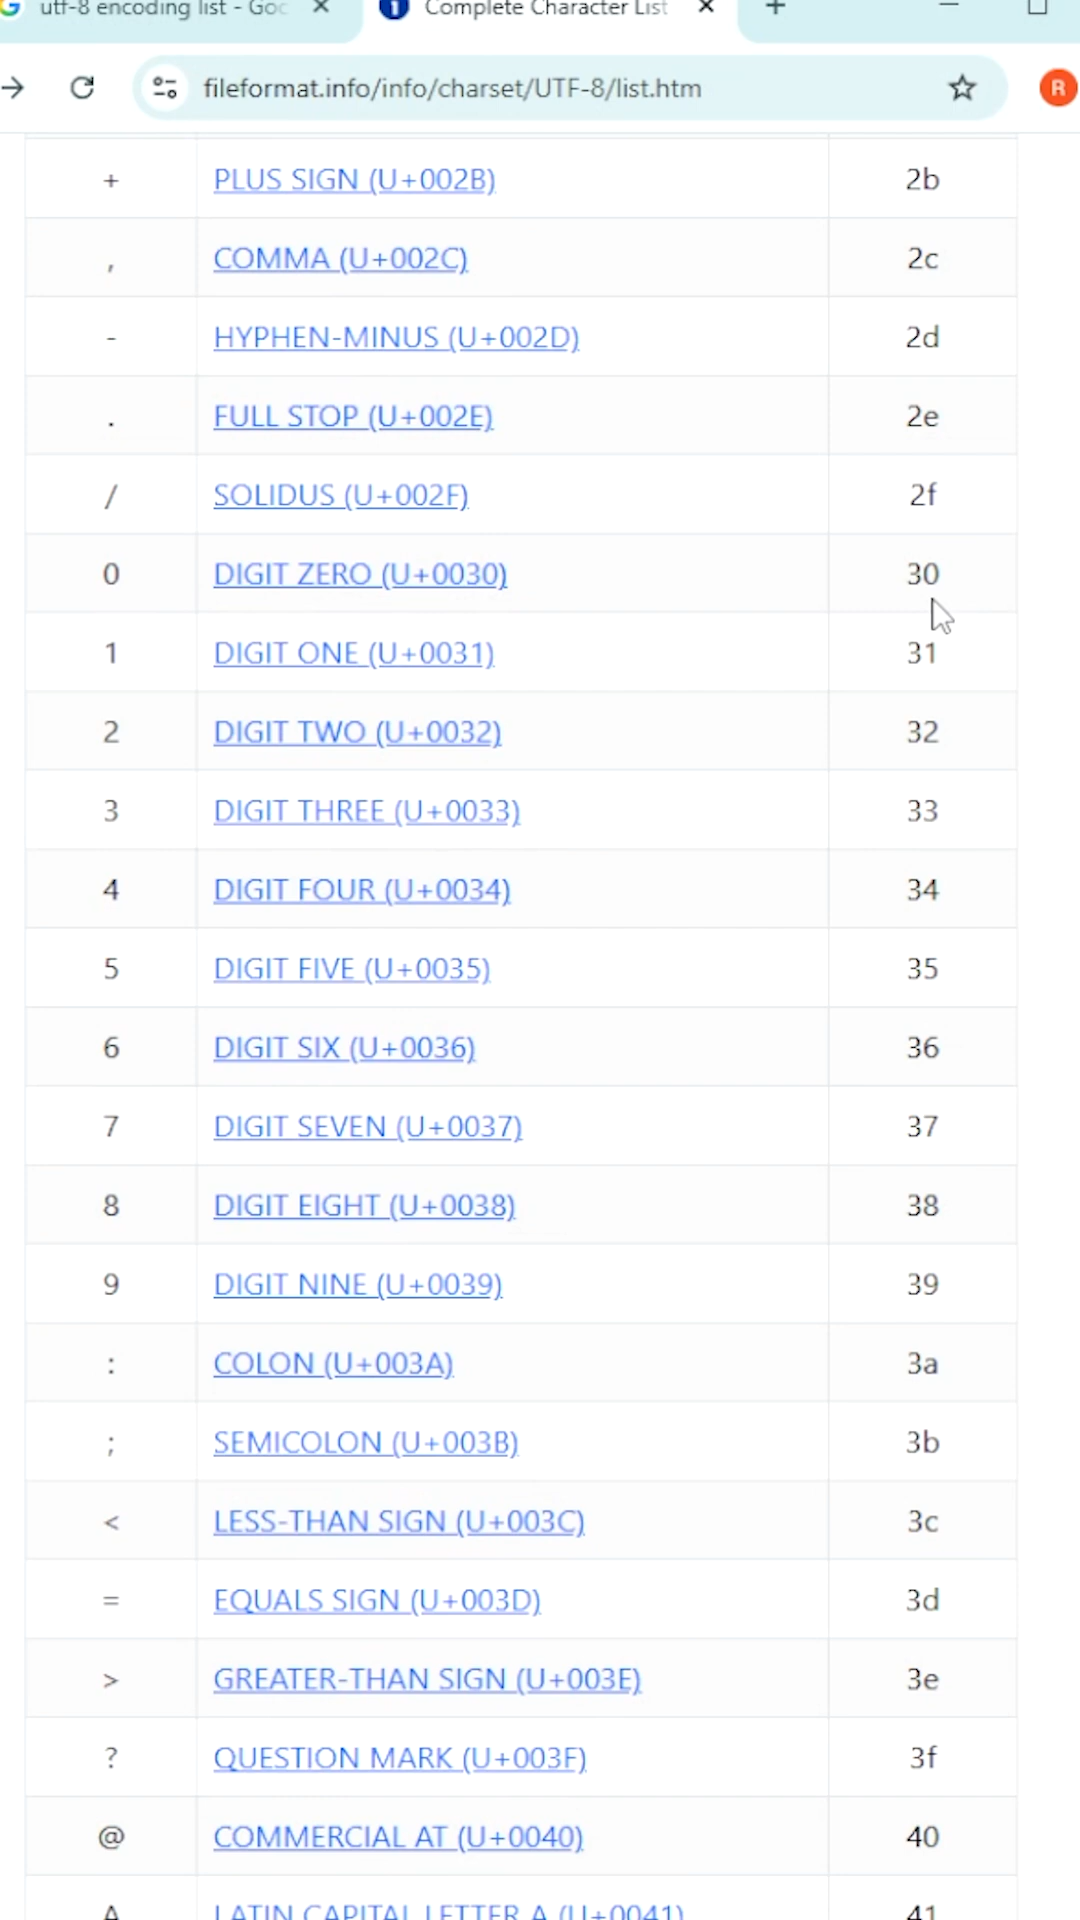 utf-8 encoding list - Goo
Complete Character List
fileformat.info/info/charset/UTF-8/list.htm
R
+ PLUS SIGN (U+002B) 2b
, COMMA (U+002C) 2c
- HYPHEN-MINUS (U+002D) 2d
. FULL STOP (U+002E) 2e
/ SOLIDUS (U+002F) 2f
0 DIGIT ZERO (U+0030) 30
1 DIGIT ONE (U+0031) 31
2 DIGIT TWO (U+0032) 32
3 DIGIT THREE (U+0033) 33
4 DIGIT FOUR (U+0034) 34
5 DIGIT FIVE (U+0035) 35
6 DIGIT SIX (U+0036) 36
7 DIGIT SEVEN (U+0037) 37
8 DIGIT EIGHT (U+0038) 38
9 DIGIT NINE (U+0039) 39
: COLON (U+003A) 3a
; SEMICOLON (U+003B) 3b
< LESS-THAN SIGN (U+003C) 3c
= EQUALS SIGN (U+003D) 3d
> GREATER-THAN SIGN (U+003E) 3e
? QUESTION MARK (U+003F) 3f
@ COMMERCIAL AT (U+0040) 40
A LATIN CAPITAL LETTER A (U+0041) 41